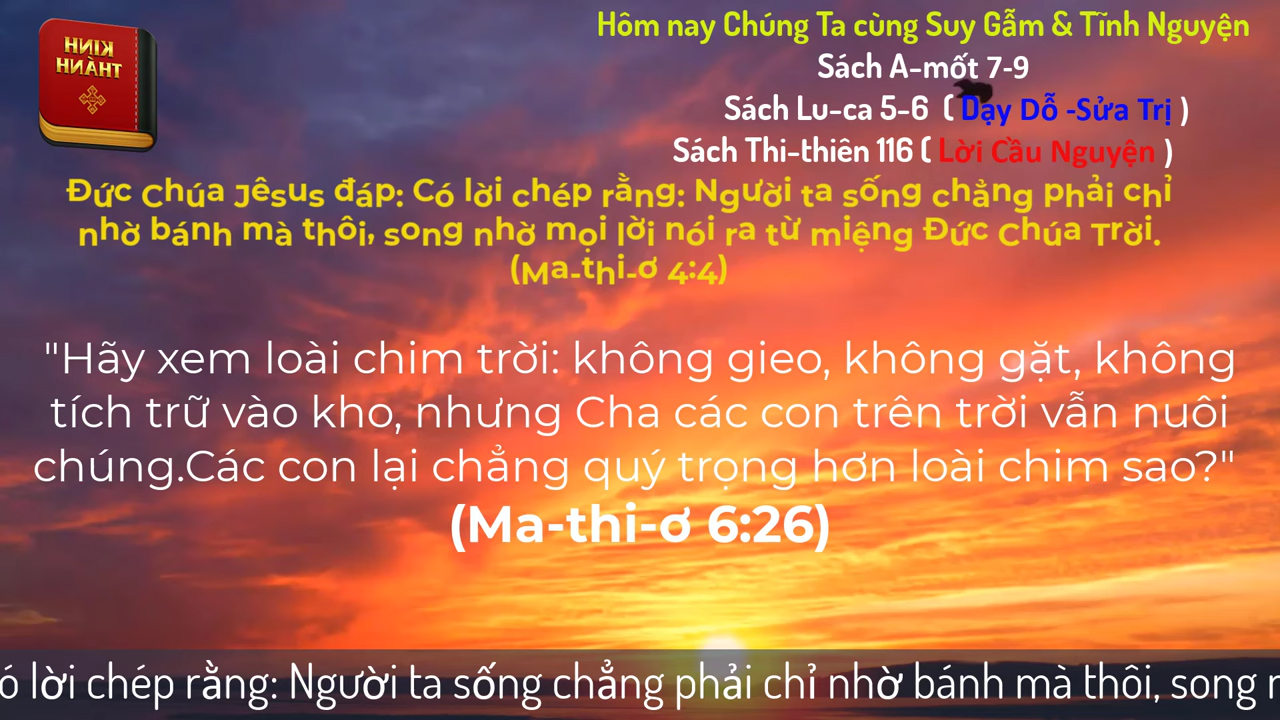 KINH
THÀNH
Hôm nay Chúng Ta cùng Suy Gẫm & Tĩnh Nguyện
Sách A-mốt 7-9
Sách Lu-ca 5-6 ( Dạy Dỗ -Sửa Trị )
Sách Thi-thiên 116 ( Lời Cầu Nguyện )
Đức Chúa Jêsus đáp: Có lời chép rằng: Người ta sống chẳng phải chỉ
nhờ bánh mà thôi, song nhờ mọi lời nói ra từ miệng Đức Chúa Trời.
(Ma-thi-ơ 4:4)
"Hãy xem loài chim trời: không gieo, không gặt, không
tích trữ vào kho, nhưng Cha các con trên trời vẫn nuôi
chúng.Các con lại chẳng quý trọng hơn loài chim sao?"
(Ma-thi-ơ 6:26)
ó lời chép rằng: Người ta sống chẳng phải chỉ nhờ bánh mà thôi, song